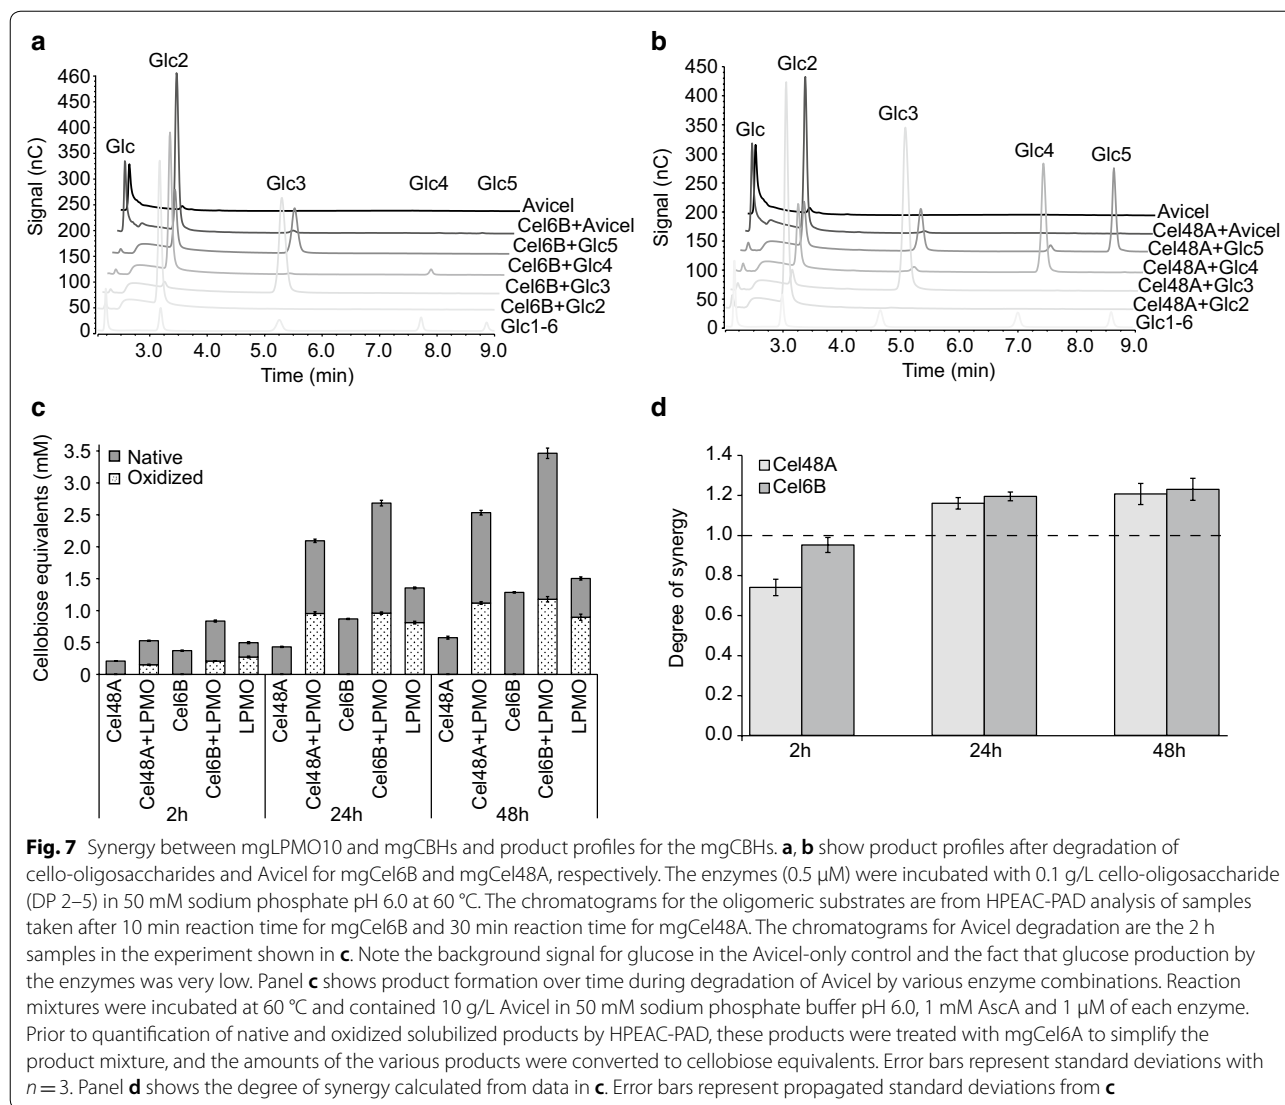 a
Glc2
Glc
Glc3
Glc4
Glc5
460
450
400
350
300
250
200
150
100
50
0
Signal (nC)
Avicel
Cel6B+Avicel
Cel6B+Glc5
Cel6B+Glc4
Cel6B+Glc3
Cel6B+Glc2
Glc1-6
3.0 4.0 5.0 6.0 7.0 8.0 9.0
Time (min)
b
Glc2
Glc
Glc3
Glc4
Glc5
450
400
350
300
250
200
150
100
50
0
Signal (nC)
Avicel
Cel48A+Avicel
Cel48A+Glc5
Cel48A+Glc4
Cel48A+Glc3
Cel48A+Glc2
Glc1-6
3.0 4.0 5.0 6.0 7.0 8.0 9.0
Time (min)
c
Cellobiose equivalents (mM)
3.5
3.0
2.5
2.0
1.5
1.0
0.5
0
Native
Oxidized
Cel48A
Cel48A+LPMO
Cel6B
Cel6B+LPMO
LPMO
Cel48A
Cel48A+LPMO
Cel6B
Cel6B+LPMO
LPMO
Cel48A
Cel48A+LPMO
Cel6B
Cel6B+LPMO
LPMO
2h 24h 48h
d
Degree of synergy
1.4
1.2
1.0
0.8
0.6
0.4
0.2
0.0
Cel48A
Cel6B
2h 24h 48h
Fig. 7 Synergy between mgLPMO10 and mgCBHs and product profiles for the mgCBHs. a, b show product profiles after degradation of
cello-oligosaccharides and Avicel for mgCel6B and mgCel48A, respectively. The enzymes (0.5 μM) were incubated with 0.1 g/L cello-oligosaccharide
(DP 2–5) in 50 mM sodium phosphate pH 6.0 at 60 °C. The chromatograms for the oligomeric substrates are from HPEAC-PAD analysis of samples
taken after 10 min reaction time for mgCel6B and 30 min reaction time for mgCel48A. The chromatograms for Avicel degradation are the 2 h
samples in the experiment shown in c. Note the background signal for glucose in the Avicel-only control and the fact that glucose production by
the enzymes was very low. Panel c shows product formation over time during degradation of Avicel by various enzyme combinations. Reaction
mixtures were incubated at 60 °C and contained 10 g/L Avicel in 50 mM sodium phosphate buffer pH 6.0, 1 mM AscA and 1 μM of each enzyme.
Prior to quantification of native and oxidized solubilized products by HPEAC-PAD, these products were treated with mgCel6A to simplify the
product mixture, and the amounts of the various products were converted to cellobiose equivalents. Error bars represent standard deviations with
n = 3. Panel d shows the degree of synergy calculated from data in c. Error bars represent propagated standard deviations from c